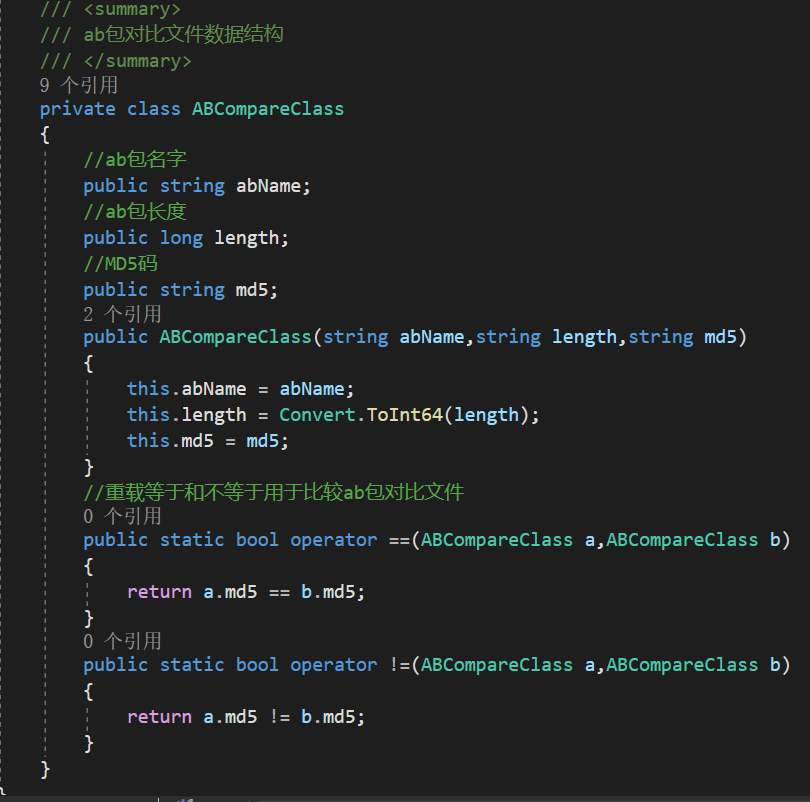 /// <summary>
/// ab包对比文件数据结构
/// </summary>
9 个引用
private class ABCompareClass
{
//ab包名字
public string abName;
//ab包长度
public long length;
//MD5码
public string md5;
2 个引用
public ABCompareClass(string abName,string length,string md5)
{
this.abName = abName;
this.length = Convert.ToInt64(length);
this.md5 = md5;
}
//重载等于和不等于用于比较ab包对比文件
0 个引用
public static bool operator ==(ABCompareClass a,ABCompareClass b)
{
return a.md5 == b.md5;
}
0 个引用
public static bool operator !=(ABCompareClass a,ABCompareClass b)
{
return a.md5 != b.md5;
}
}
}